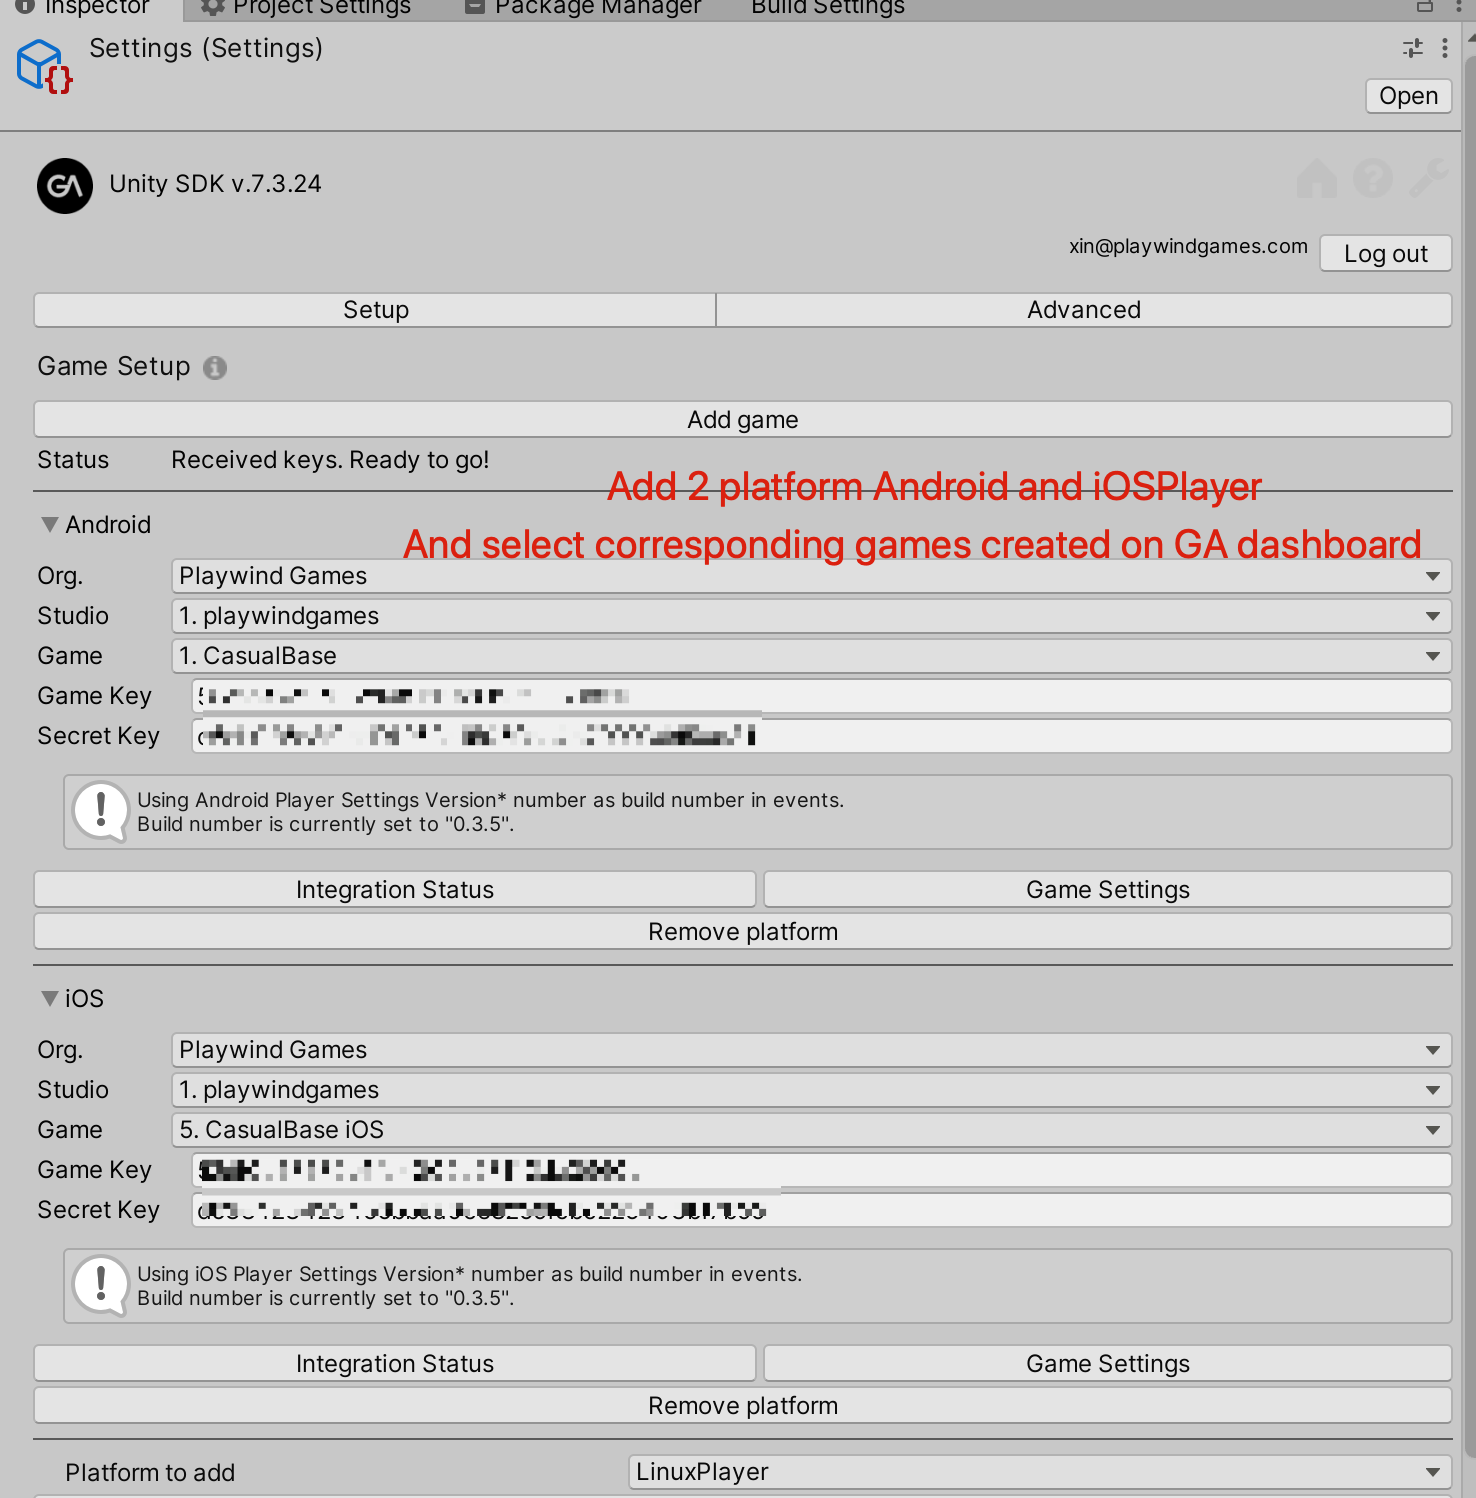 Inspector Project Settings Package Manager Build Settings
Settings (Settings)
Open
GA Unity SDK v.7.3.24
xin@playwindgames.com Log out
Setup Advanced
Game Setup
Add game
Status Received keys. Ready to go!
Add 2 platform Android and iOSPlayer
Android
And select corresponding games created on GA dashboard
Org. Playwind Games
Studio 1. playwindgames
Game 1. CasualBase
Game Key
Secret Key
Using Android Player Settings Version* number as build number in events.
Build number is currently set to "0.3.5".
Integration Status Game Settings
Remove platform
iOS
Org. Playwind Games
Studio 1. playwindgames
Game 5. CasualBase iOS
Game Key
Secret Key
Using iOS Player Settings Version* number as build number in events.
Build number is currently set to "0.3.5".
Integration Status Game Settings
Remove platform
Platform to add LinuxPlayer